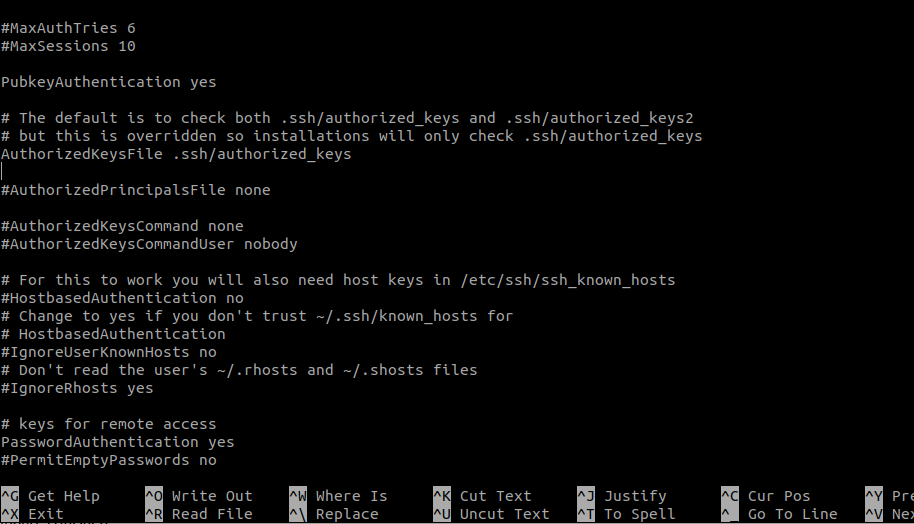 #MaxAuthTries 6
#MaxSessions 10
PubkeyAuthentication yes
# The default is to check both .ssh/authorized_keys and .ssh/authorized_keys2
# but this is overridden so installations will only check .ssh/authorized_keys
AuthorizedKeysFile .ssh/authorized_keys
#AuthorizedPrincipalsFile none
#AuthorizedKeysCommand none
#AuthorizedKeysCommandUser nobody
# For this to work you will also need host keys in /etc/ssh/ssh_known_hosts
#HostbasedAuthentication no
# Change to yes if you don't trust ~/.ssh/known_hosts for
# HostbasedAuthentication
#IgnoreUserKnownHosts no
# Don't read the user's ~/.rhosts and ~/.shosts files
#IgnoreRhosts yes
# keys for remote access
PasswordAuthentication yes
#PermitEmptyPasswords no
^G Get Help ^O Write Out ^W Where Is ^K Cut Text ^J Justify ^C Cur Pos ^Y Pre
^X Exit ^R Read File ^\ Replace ^U Uncut Text ^T To Spell ^_ Go To Line ^V Nex